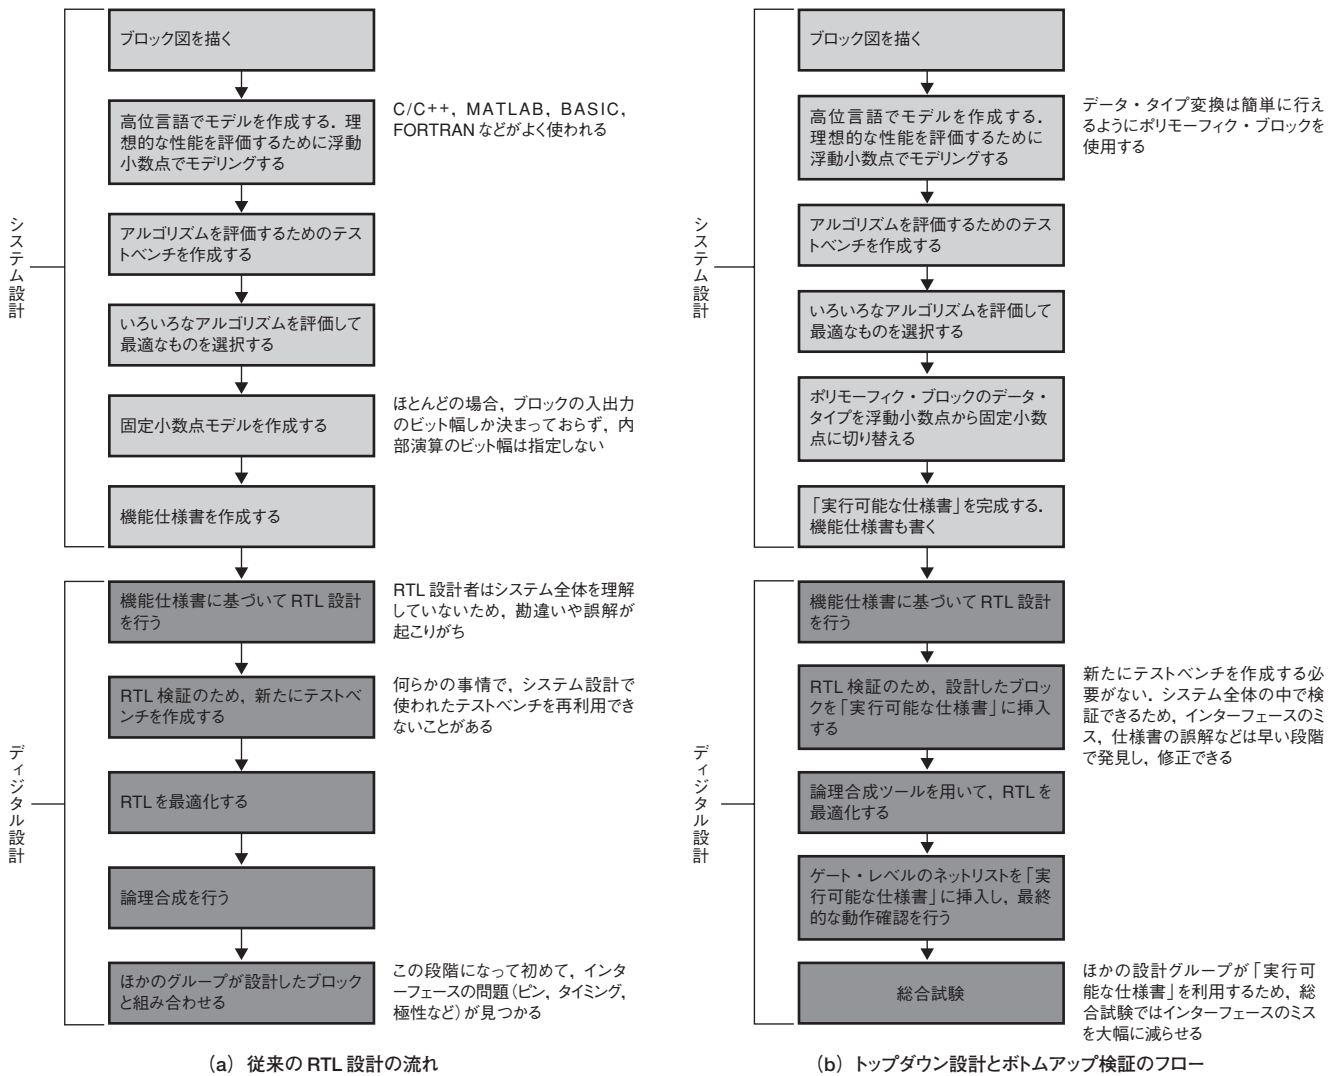 システム設計
ブロック図を描く
高位言語でモデルを作成する．理
想的な性能を評価するために浮動
小数点でモデリングする
C/C++，MATLAB，BASIC，
FORTRANなどがよく使われる
アルゴリズムを評価するためのテス
トベンチを作成する
いろいろなアルゴリズムを評価して
最適なものを選択する
固定小数点モデルを作成する
ほとんどの場合，ブロックの入出力
のビット幅しか決まっておらず，内
部演算のビット幅は指定しない
機能仕様書を作成する
ディジタル設計
機能仕様書に基づいて RTL 設計
を行う
RTL 設計者はシステム全体を理解
していないため，勘違いや誤解が
起こりがち
RTL 検証のため，新たにテストベ
ンチを作成する
何らかの事情で，システム設計で
使われたテストベンチを再利用でき
ないことがある
RTLを最適化する
論理合成を行う
ほかのグループが設計したブロック
と組み合わせる
この段階になって初めて，インタ
ーフェースの問題（ピン，タイミング，
極性など）が見つかる
（a）従来の RTL 設計の流れ
システム設計
ブロック図を描く
高位言語でモデルを作成する．
理想的な性能を評価するために
浮動小数点でモデリングする
データ・タイプ変換は簡単に行え
るようにポリモーフィク・ブロックを
使用する
アルゴリズムを評価するためのテス
トベンチを作成する
いろいろなアルゴリズムを評価して
最適なものを選択する
ポリモーフィク・ブロックのデータ・
タイプを浮動小数点から固定小数
点に切り替える
「実行可能な仕様書」を完成する．
機能仕様書も書く
ディジタル設計
機能仕様書に基づいて RTL 設計
を行う
RTL 検証のため，設計したブロッ
クを「実行可能な仕様書」に挿入
する
新たにテストベンチを作成する必
要がない．システム全体の中で検
証できるため，インターフェースのミ
ス，仕様書の誤解などは早い段階
で発見し，修正できる
論理合成ツールを用いて，RTLを
最適化する
ゲート・レベルのネットリストを「実
行可能な仕様書」に挿入し，最終
的な動作確認を行う
総合試験
ほかの設計グループが「実行可
能な仕様書」を利用するため，総
合試験ではインターフェースのミス
を大幅に減らせる
（b）トップダウン設計とボトムアップ検証のフロー